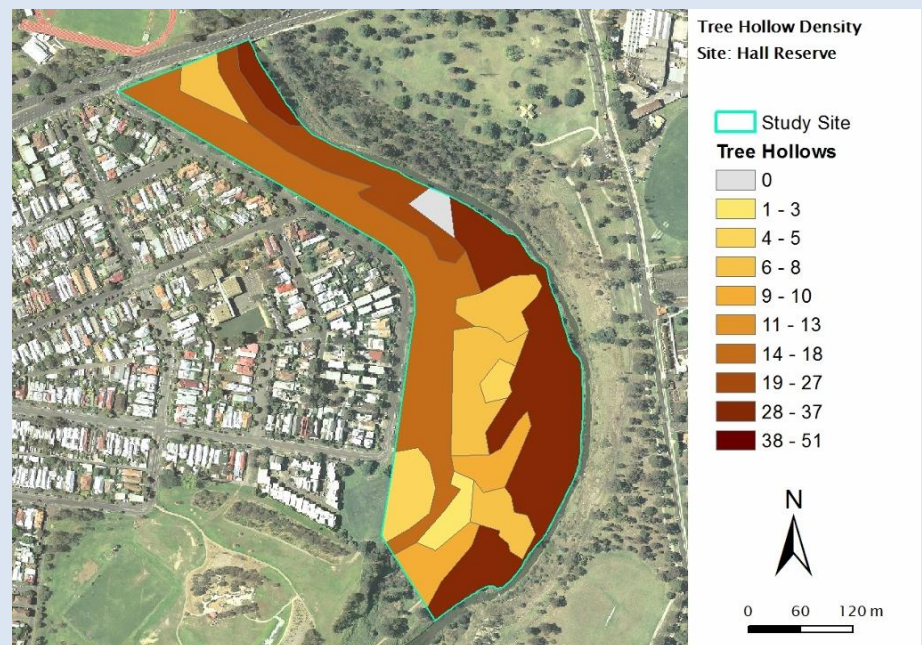 Tree Hollow Density
Site: Hall Reserve
Study Site
Tree Hollows
0
1 - 3
4 - 5
6 - 8
9 - 10
11 - 13
14 - 18
19 - 27
28 - 37
38 - 51
N
0 60 120 m